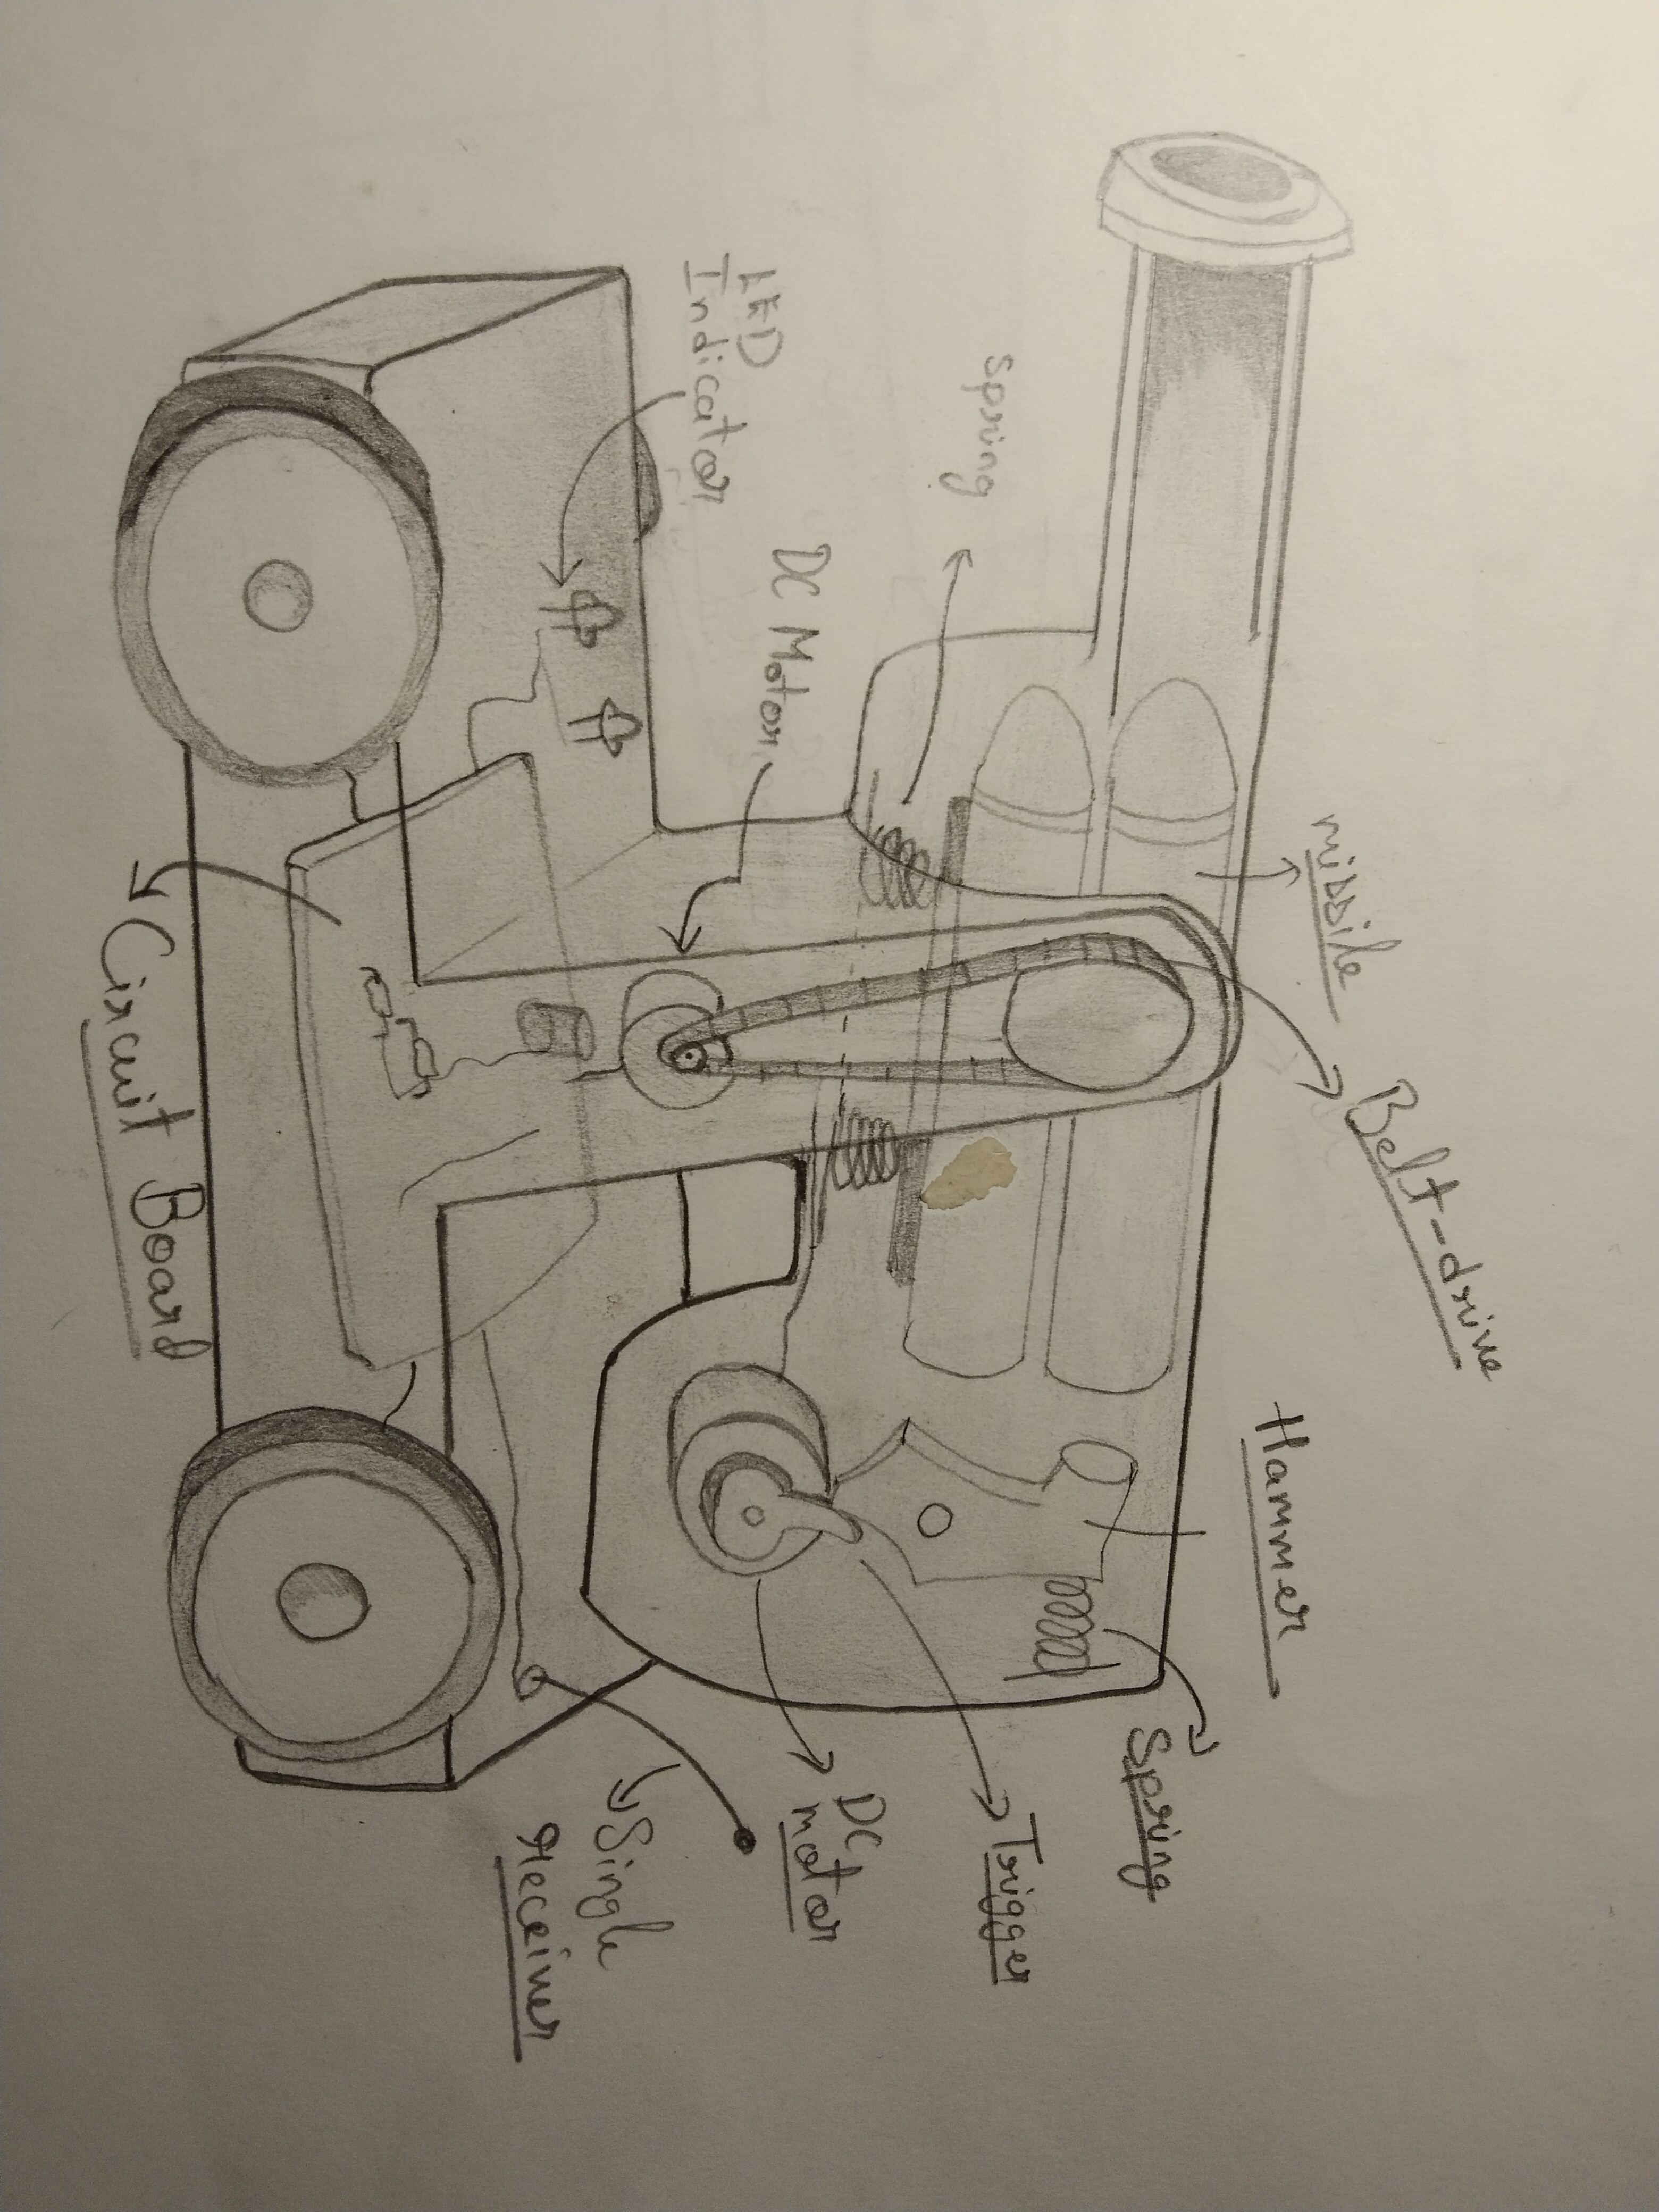 Belt-drive
missile
Hammer
Spring
Trigger
spring
DC
motor
DC Motor
LED
Indicator
Single
receiver
Circuit Board